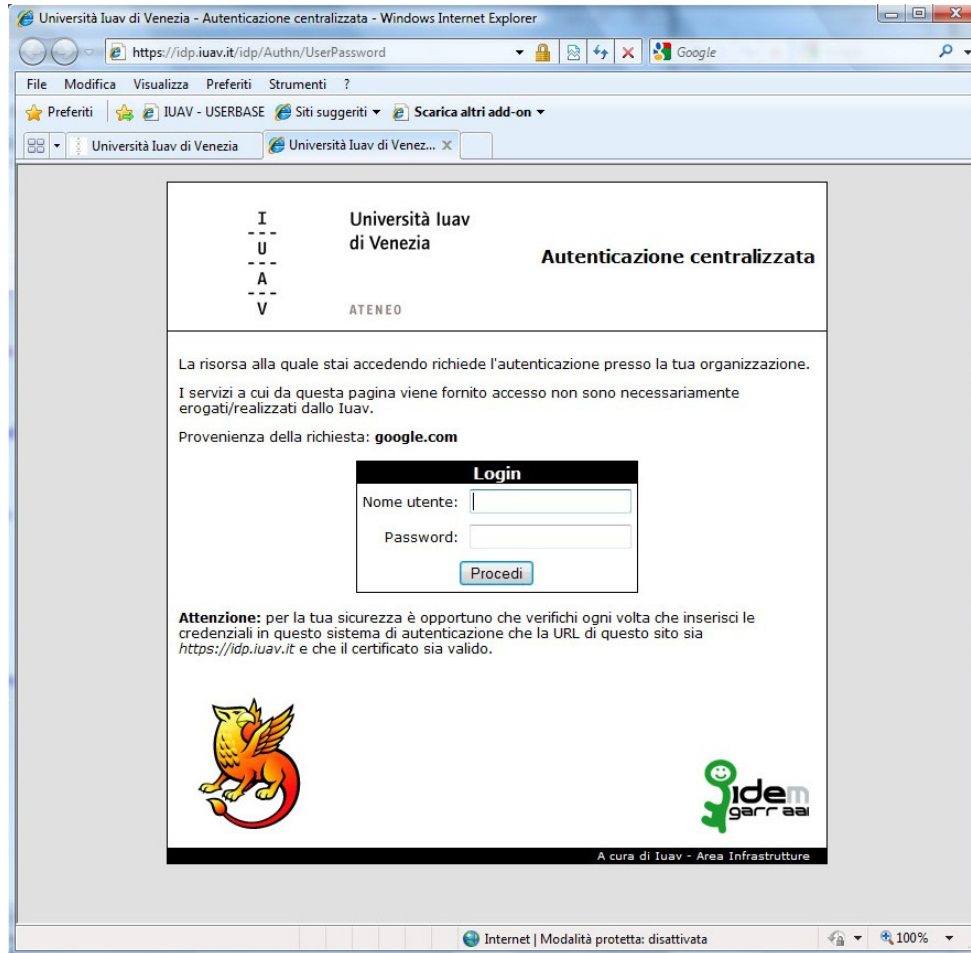 Università Iuav di Venezia - Autenticazione centralizzata - Windows Internet Explorer
https://idp.iuav.it/idp/Authn/UserPassword
Google
File Modifica Visualizza Preferiti Strumenti ?
Preferiti IUAV - USERBASE Siti suggeriti Scarica altri add-on
Università Iuav di Venezia Università Iuav di Venez... X
I
U
A
V
Università Iuav
di Venezia
ATENEO
Autenticazione centralizzata
La risorsa alla quale stai accedendo richiede l'autenticazione presso la tua organizzazione.
I servizi a cui da questa pagina viene fornito accesso non sono necessariamente
erogati/realizzati dallo Iuav.
Provenienza della richiesta: google.com
Login
Nome utente:
Password:
Procedi
Attenzione: per la tua sicurezza è opportuno che verifichi ogni volta che inserisci le
credenziali in questo sistema di autenticazione che la URL di questo sito sia
https://idp.iuav.it e che il certificato sia valido.
idem
garr aai
A cura di Iuav - Area Infrastrutture
Internet | Modalità protetta: disattivata
100%